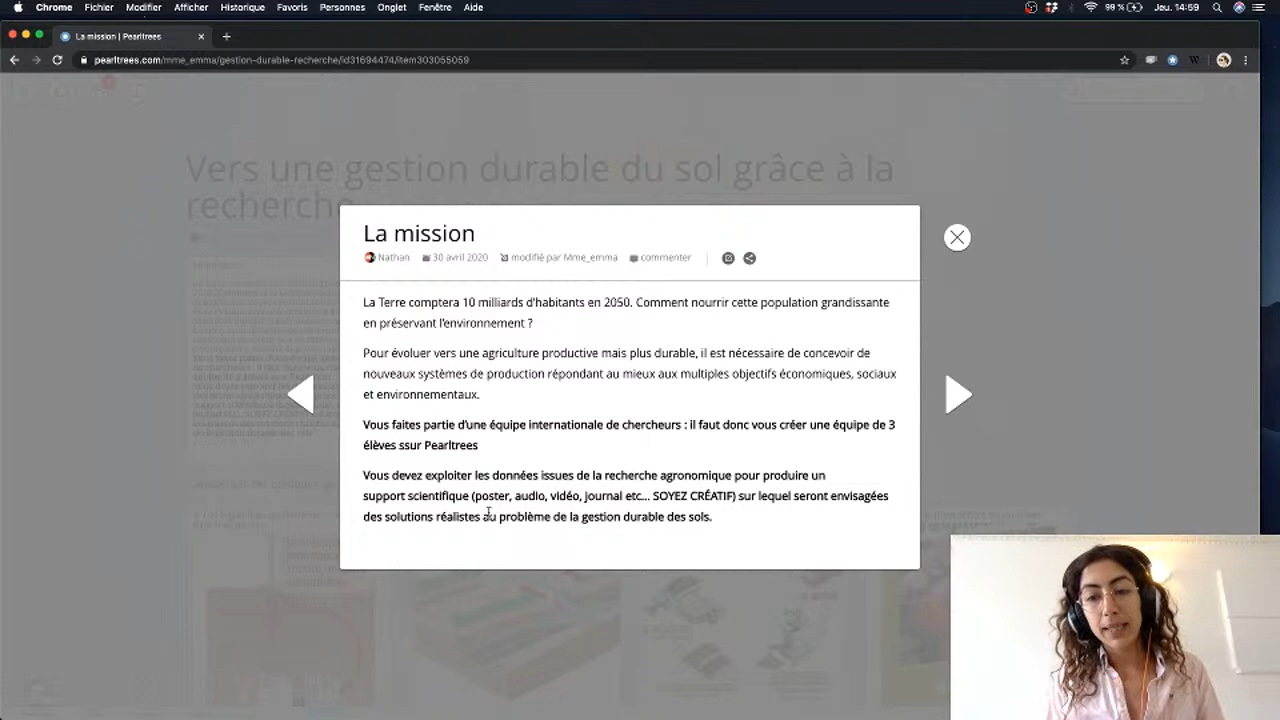 Chrome Fichier Modifier Afficher Historique Favoris Personnes Onglet Fenêtre Aide
99 % Jeu. 14:59
La mission | Pearltrees
pearltrees.com/mme_emma/gestion-durable-recherche/id31694474/item303055059
Vers une gestion durable du sol grâce à la
recherche
La mission
Nathan 30 avril 2020 modifié par Mme_emma commenter
La Terre comptera 10 milliards d'habitants en 2050. Comment nourrir cette population grandissante
en préservant l'environnement ?
Pour évoluer vers une agriculture productive mais plus durable, il est nécessaire de concevoir de
nouveaux systèmes de production répondant au mieux aux multiples objectifs économiques, sociaux
et environnementaux.
Vous faites partie d'une équipe internationale de chercheurs : il faut donc vous créer une équipe de 3
élèves ssur Pearltrees
Vous devez exploiter les données issues de la recherche agronomique pour produire un
support scientifique (poster, audio, vidéo, journal etc... SOYEZ CRÉATIF) sur lequel seront envisagées
des solutions réalistes au problème de la gestion durable des sols.